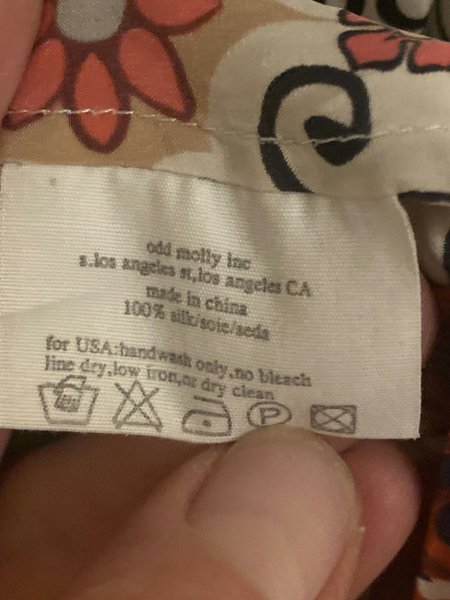 odd molly inc
s.los angeles st,los angeles CA
made in china
100% silk/soie/seda
for USA:handwash only,no bleach
line dry,low iron,or dry clean
P